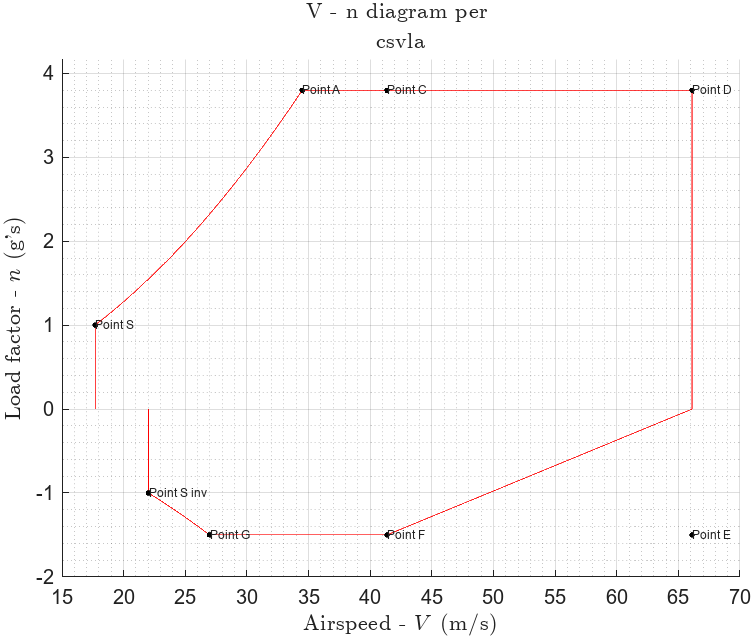 V - n diagram per
csvla
Load factor - n (g's)
4
3
2
1
0
-1
-2
Point A
Point C
Point D
Point S
Point S inv
Point G
Point F
Point E
15 20 25 30 35 40 45 50 55 60 65 70
Airspeed - V (m/s)